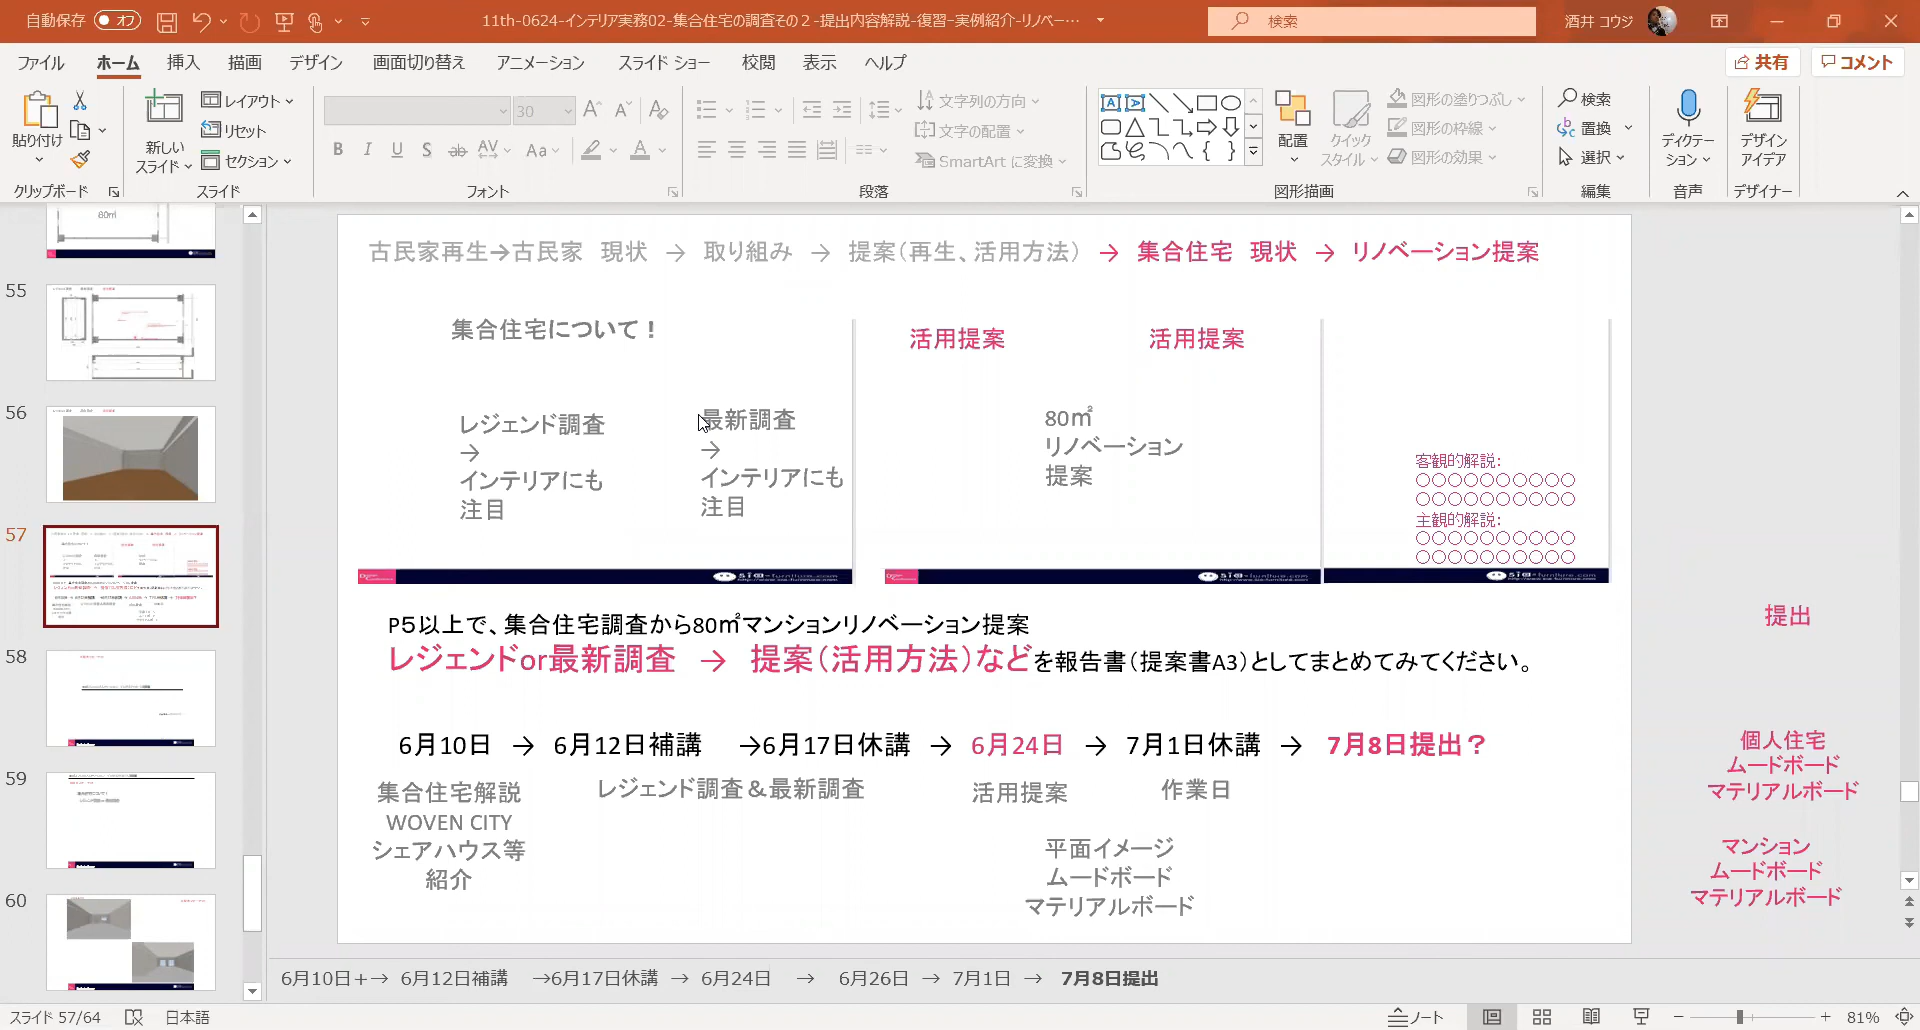 自動保存 オフ
11th-0624-インテリア実務02-集合住宅の調査その２-提出内容解説-復習-実例紹介-リノベー…
検索
酒井 コウジ
ファイル ホーム 挿入 描画 デザイン 画面切り替え アニメーション スライド ショー 校閲 表示 ヘルプ
共有 コメント
貼り付け
クリップボード
新しい
スライド
レイアウト
リセット
セクション
スライド
30
フォント
文字列の方向
文字の配置
SmartArt に変換
段落
配置
クイック
スタイル
図形の塗りつぶし
図形の枠線
図形の効果
図形描画
検索
置換
選択
編集
ディクテー
ション
音声
デザイン
アイデア
デザイナー
80㎡
55
56
57
58
59
60
古民家再生→古民家 現状 → 取り組み → 提案（再生、活用方法） → 集合住宅 現状 → リノベーション提案
集合住宅について！
活用提案 活用提案
レジェンド調査
→
インテリアにも
注目
最新調査
→
インテリアにも
注目
80㎡
リノベーション
提案
客観的解説：
○○○○○○○○○○
○○○○○○○○○○
主観的解説：
○○○○○○○○○○
○○○○○○○○○○
P５以上で、集合住宅調査から80㎡マンションリノベーション提案
レジェンドor最新調査 → 提案（活用方法）などを報告書（提案書A3）としてまとめてみてください。
6月10日 → 6月12日補講 →6月17日休講 → 6月24日 → 7月1日休講 → 7月8日提出？
集合住宅解説
WOVEN CITY
シェアハウス等
紹介
レジェンド調査＆最新調査
活用提案
作業日
平面イメージ
ムードボード
マテリアルボード
提出
個人住宅
ムードボード
マテリアルボード
マンション
ムードボード
マテリアルボード
6月10日＋→ 6月12日補講 →6月17日休講 → 6月24日 → 6月26日 → 7月1日 → 7月8日提出
スライド 57/64 日本語
ノート
81%